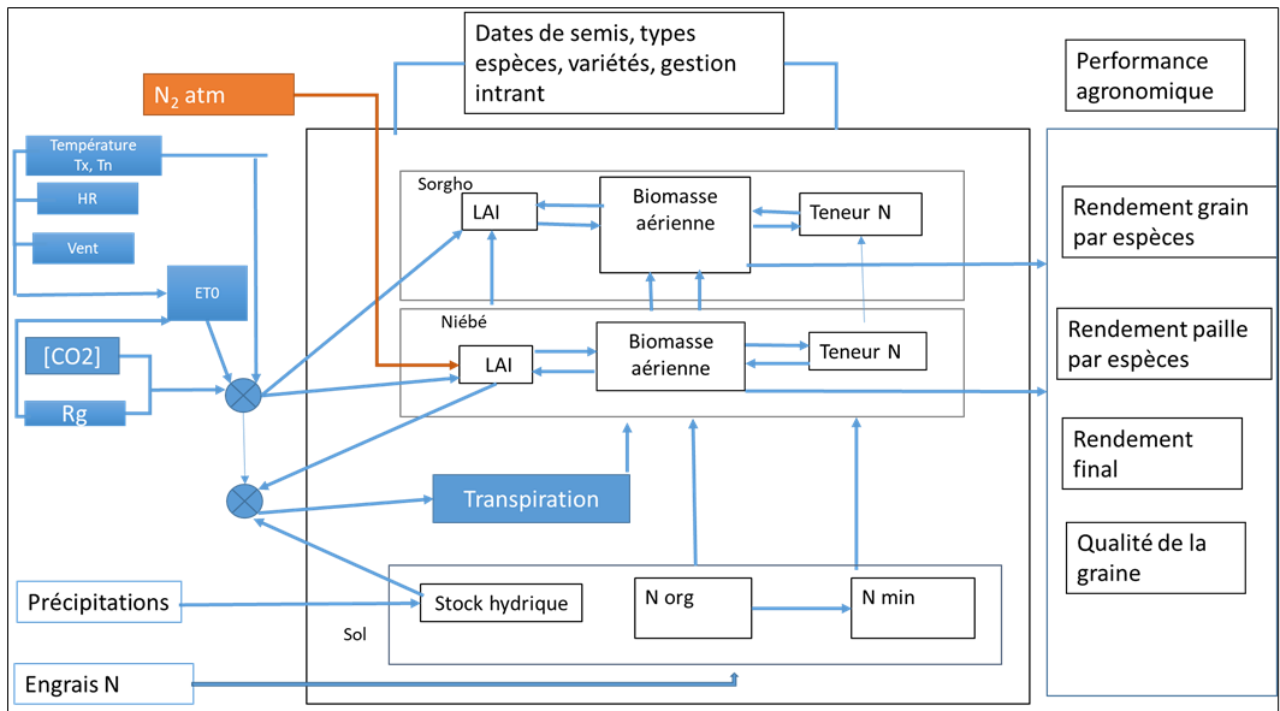 Dates de semis, types
espèces, variétés, gestion
intrant
Performance
agronomique
N₂ atm
Température
Tx, Tn
HR
Vent
ET0
[CO2]
Rg
Sorgho
LAI
Biomasse
aérienne
Teneur N
Niébé
LAI
Biomasse
aérienne
Teneur N
Rendement grain
par espèces
Rendement paille
par espèces
Rendement
final
Qualité de la
graine
Transpiration
Précipitations
Stock hydrique
N org
N min
Sol
Engrais N